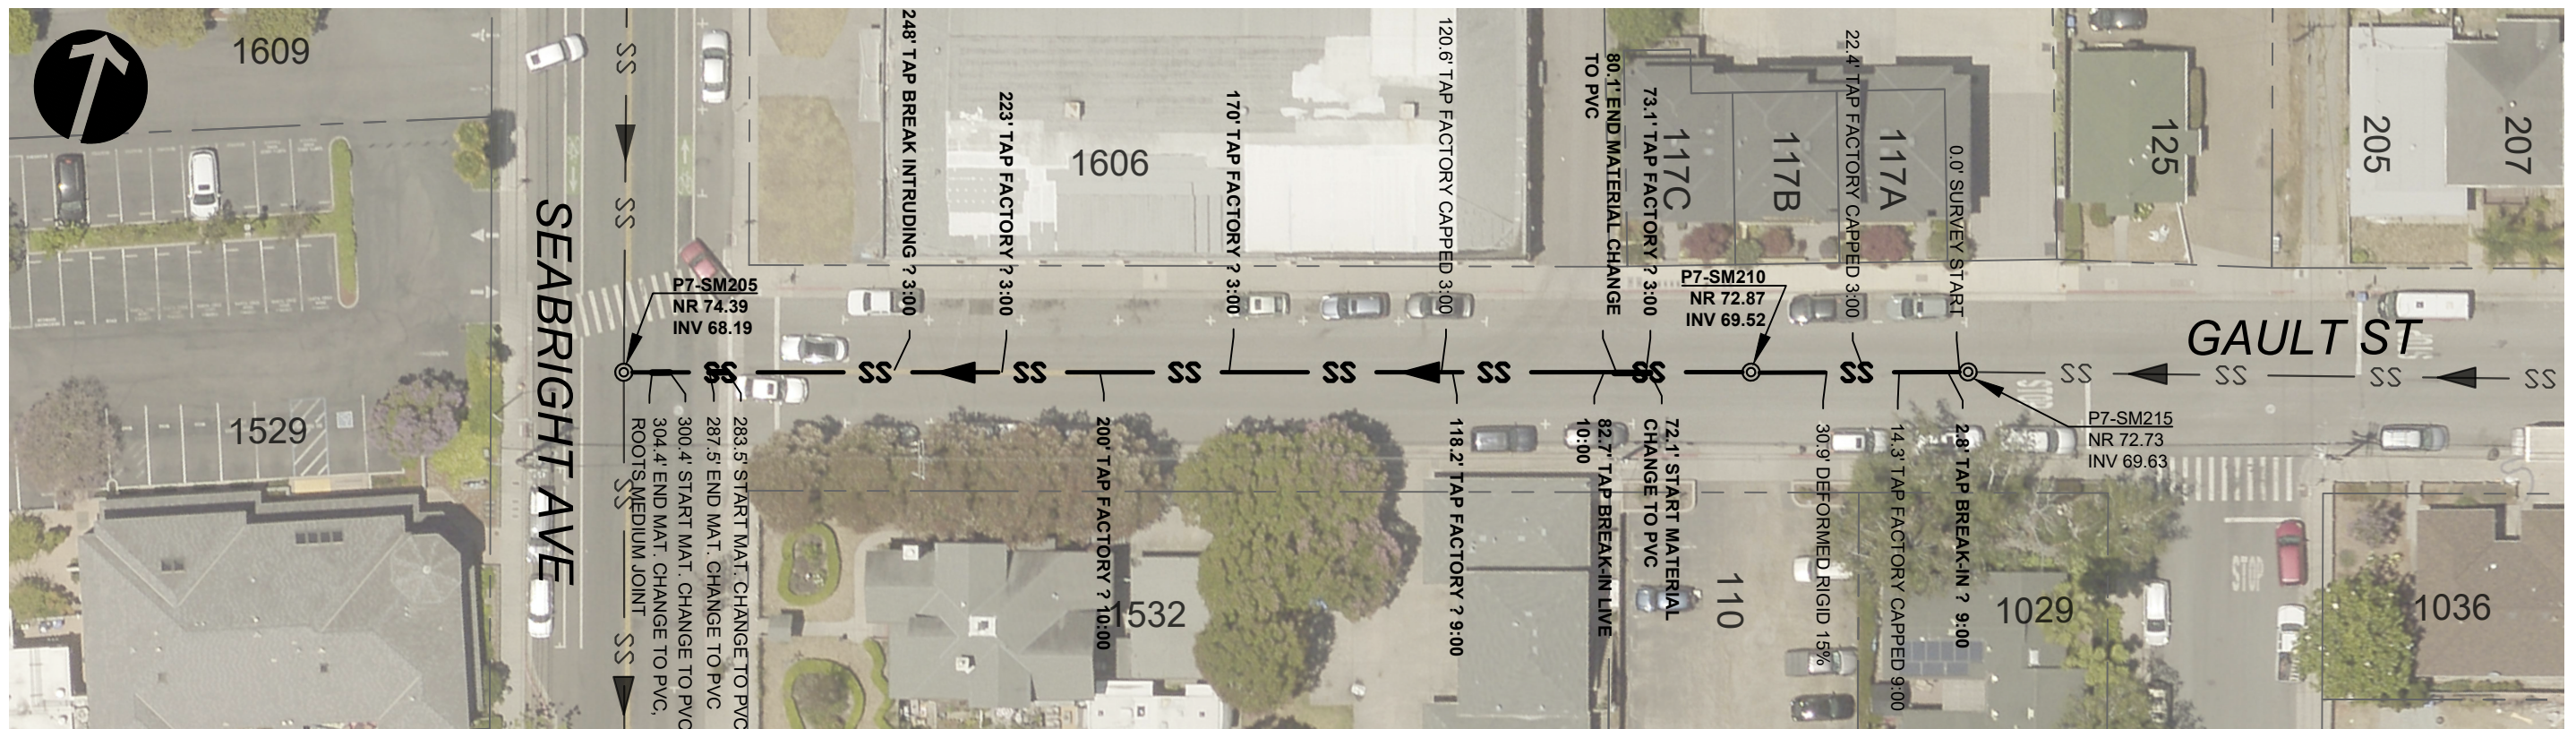 1609
SEABRIGHT AVE
1529
P7-SM205
NR 74.39
INV 68.19
248' TAP BREAK INTRUDING ? 3:00
223' TAP FACTORY ? 3:00
1606
170' TAP FACTORY ? 3:00
120.6' TAP FACTORY CAPPED 3:00
80.1' END MATERIAL CHANGE
TO PVC
73.1' TAP FACTORY ? 3:00
117C
117B
22.4' TAP FACTORY CAPPED 3:00
117A
0.0' SURVEY START
125
205
207
P7-SM210
NR 72.87
INV 69.52
GAULT ST
SS SS SS SS SS SS SS SS SS SS SS
SS
SS
SS
SS
P7-SM215
NR 72.73
INV 69.63
304.4' END MAT. CHANGE TO PVC,
ROOTS MEDIUM JOINT
300.4' START MAT. CHANGE TO PVC
287.5' END MAT. CHANGE TO PVC
283.5' START MAT. CHANGE TO PVC
200' TAP FACTORY ? 10:00
1532
118.2' TAP FACTORY ? 9:00
82.7' TAP BREAK-IN LIVE
10:00
72.1' START MATERIAL
CHANGE TO PVC
110
30.9' DEFORMED RIGID 15%
14.3' TAP FACTORY CAPPED 9:00
2.8' TAP BREAK-IN ? 9:00
1029
STOP
STOP
1036